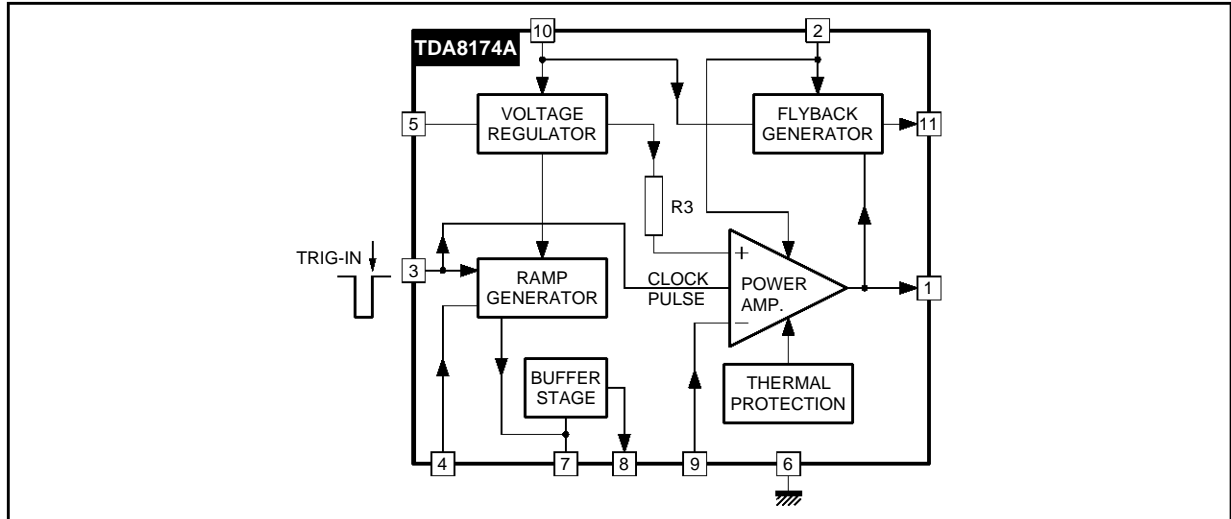 TDA8174A
10
2
5
VOLTAGE
REGULATOR
FLYBACK
GENERATOR
11
R3
TRIG-IN
3
RAMP
GENERATOR
CLOCK
PULSE
+
POWER
AMP.
−
1
BUFFER
STAGE
THERMAL
PROTECTION
4
7
8
9
6